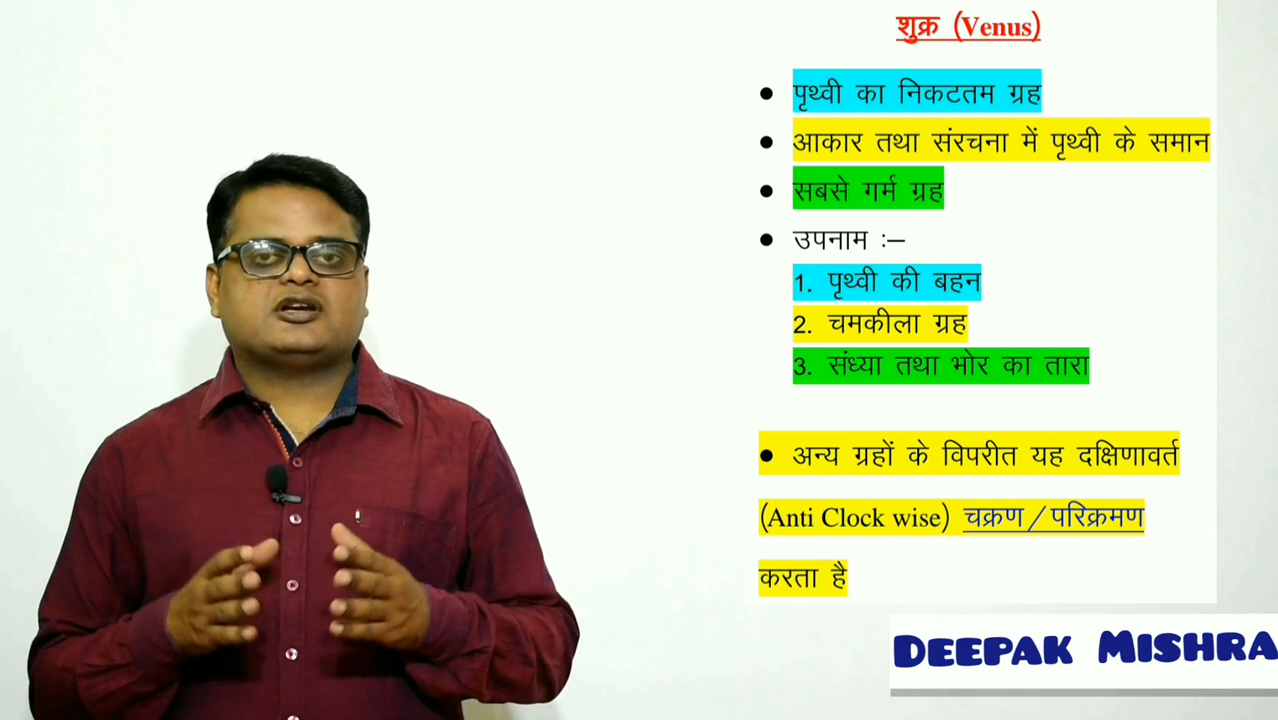 शुक्र (Venus)
• पृथ्वी का निकटतम ग्रह
• आकार तथा संरचना में पृथ्वी के समान
• सबसे गर्म ग्रह
• उपनाम :–
1. पृथ्वी की बहन
2. चमकीला ग्रह
3. संध्या तथा भोर का तारा
• अन्य ग्रहों के विपरीत यह दक्षिणावर्त
(Anti Clock wise) चक्रण/परिक्रमण
करता है
DEEPAK MISHRA